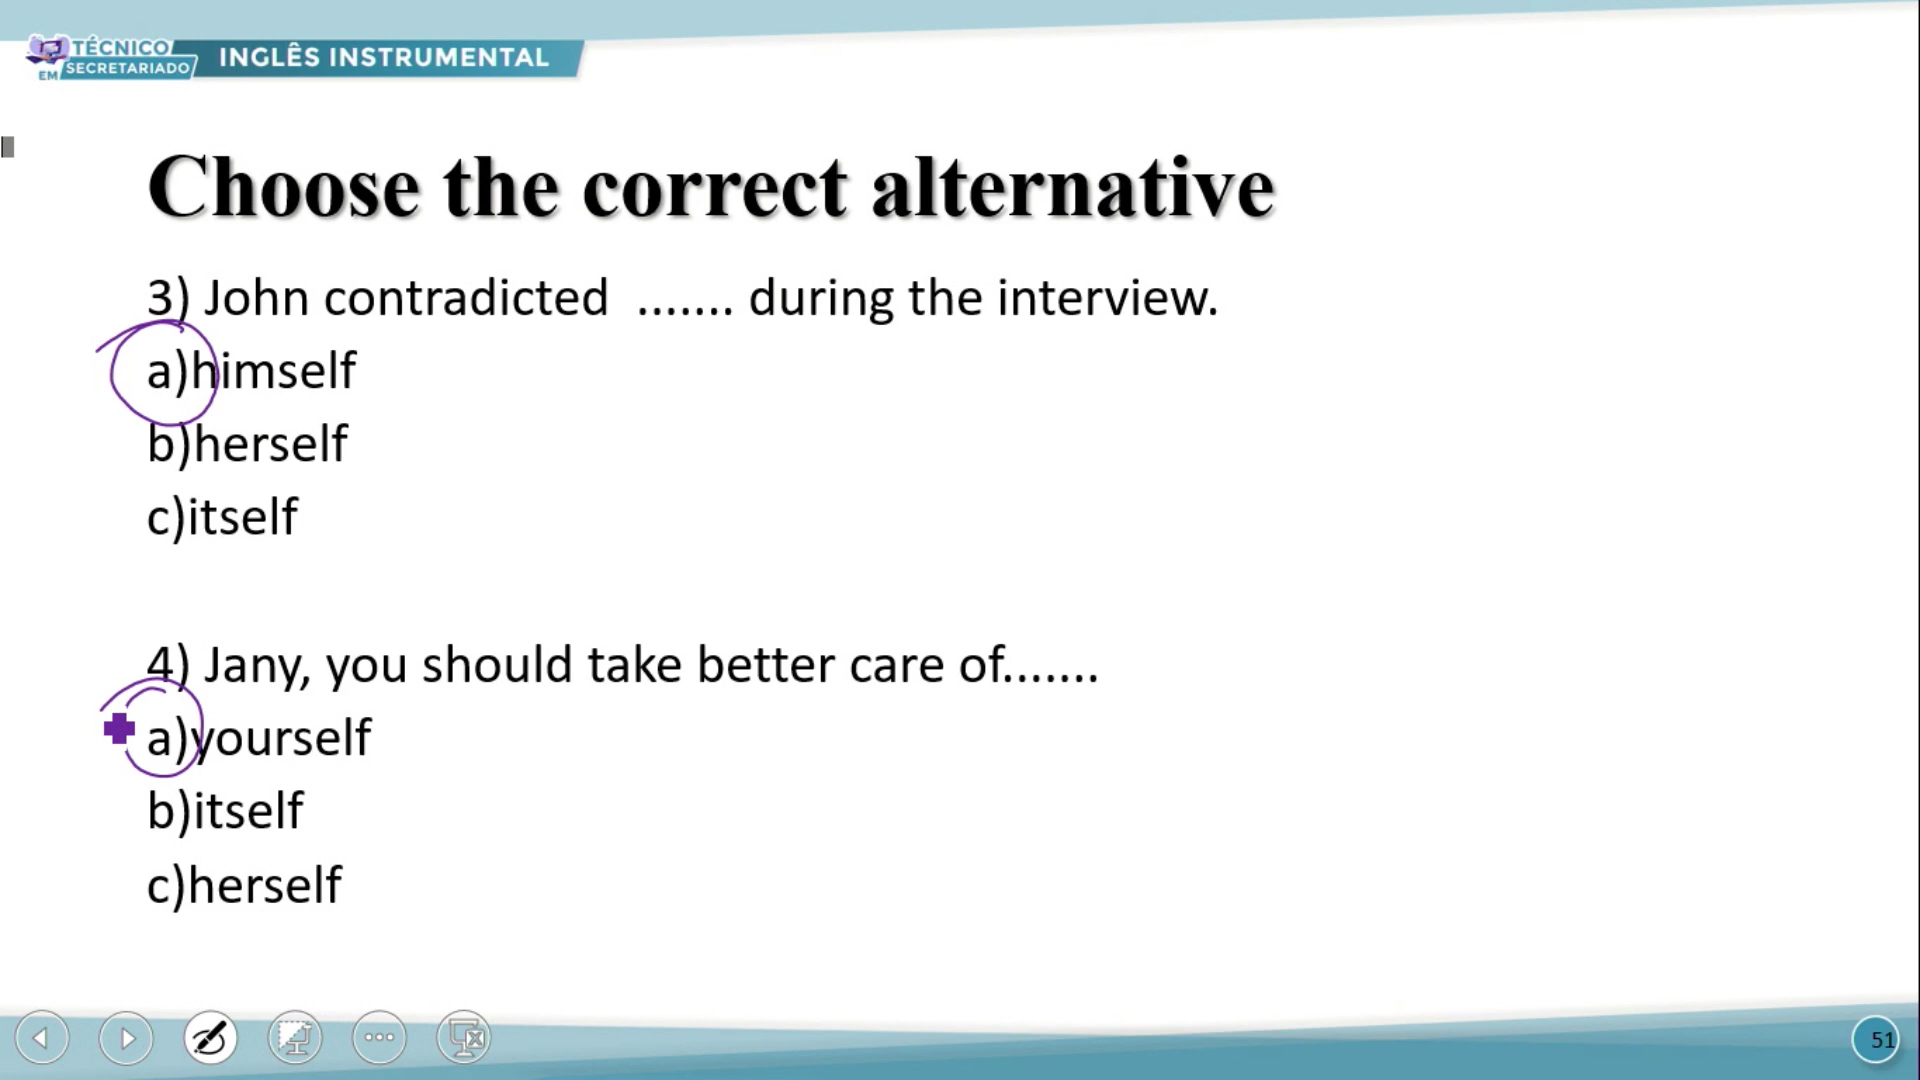 TÉCNICO
EM SECRETARIADO
INGLÊS INSTRUMENTAL
Choose the correct alternative
3) John contradicted ....... during the interview.
a)himself
b)herself
c)itself
4) Jany, you should take better care of.......
a)yourself
b)itself
c)herself
51